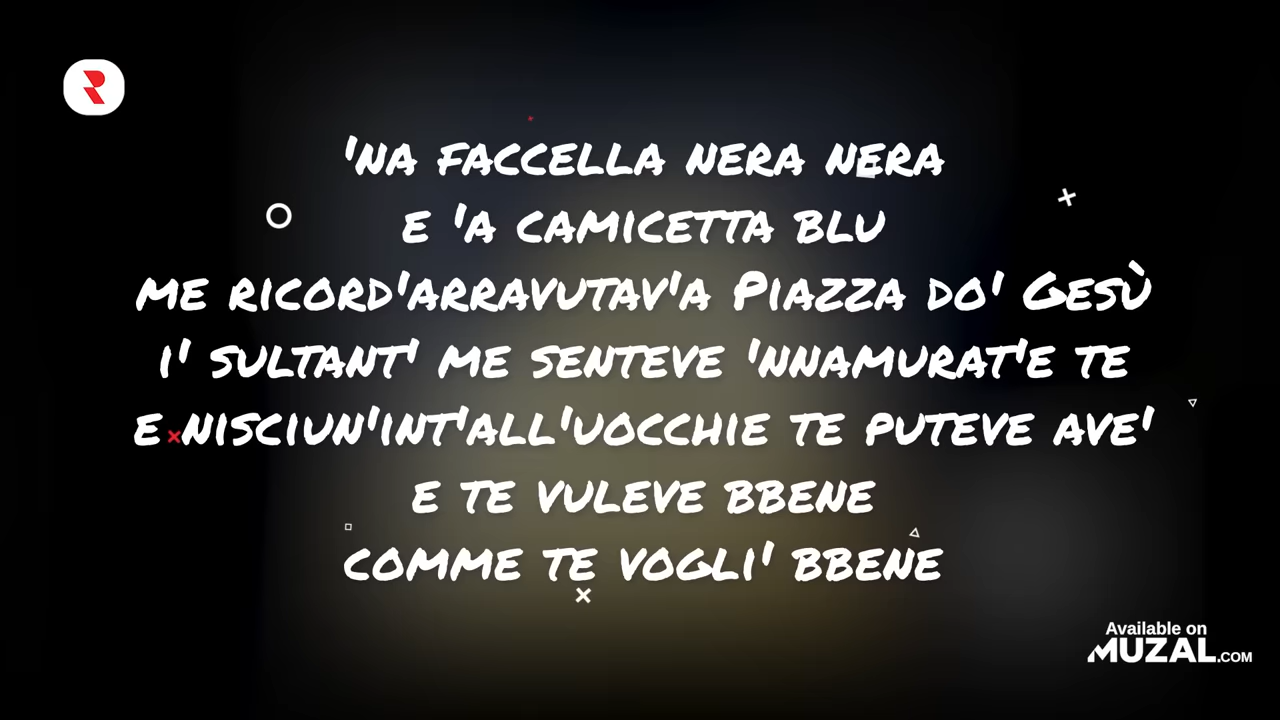 'NA FACCELLA NERA NERA
E 'A CAMICETTA BLU
ME RICORD'ARRAVUTAV'A PIAZZA DO' GESÙ
I' SULTANT' ME SENTEVE 'NNAMURAT'E TE
E NISCIUN'INT'ALL'UOCCHIE TE PUTEVE AVE'
E TE VULEVE BBENE
COMME TE VOGLI' BBENE
Available on
MUZAL.COM